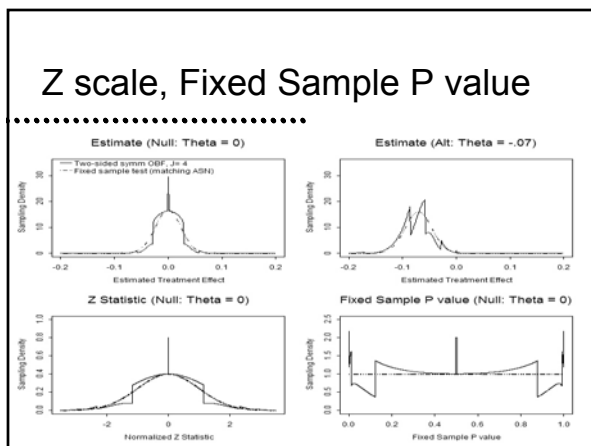 Z scale, Fixed Sample P value
Estimate (Null: Theta = 0)
Two-sided symm OBF, J= 4
Fixed sample test (matching ASN)
Sampling Density
0 10 20 30
-0.2 -0.1 0.0 0.1 0.2
Estimated Treatment Effect
Estimate (Alt: Theta = -.07)
Sampling Density
0 10 20 30
-0.2 -0.1 0.0 0.1 0.2
Estimated Treatment Effect
Z Statistic (Null: Theta = 0)
Sampling Density
0.0 0.2 0.4 0.6 0.8 1.0
-2 0 2
Normalized Z Statistic
Fixed Sample P value (Null: Theta = 0)
Sampling Density
0.0 0.5 1.0 1.5 2.0 2.5
0.0 0.2 0.4 0.6 0.8 1.0
Fixed Sample P value